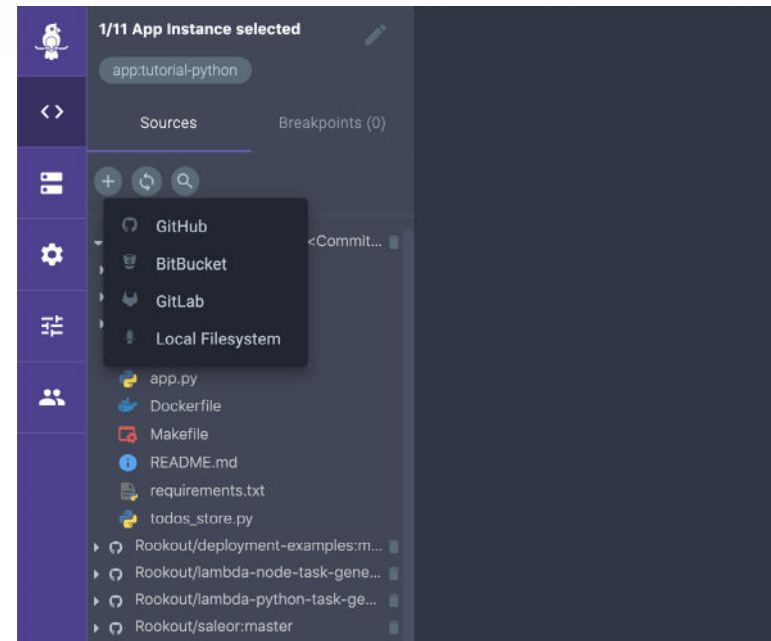 1/11 App Instance selected
app:tutorial-python
Sources
Breakpoints (0)
GitHub
<Commit...
BitBucket
GitLab
Local Filesystem
app.py
Dockerfile
Makefile
README.md
requirements.txt
todos_store.py
Rookout/deployment-examples:m...
Rookout/lambda-node-task-gene...
Rookout/lambda-python-task-ge...
Rookout/saleor:master